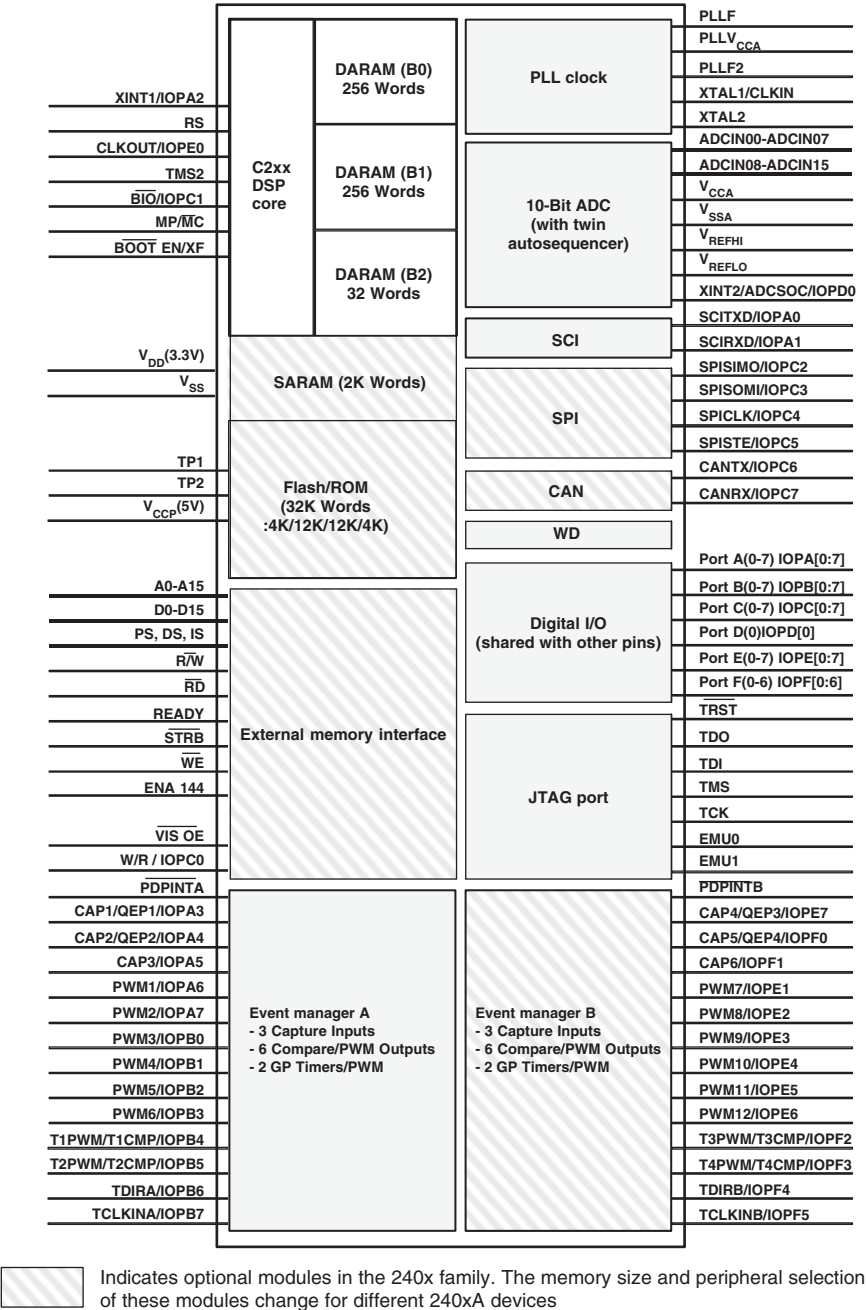 XINT1/IOPA2
RS
CLKOUT/IOPE0
TMS2
BIO/IOPC1
MP/MC
BOOT EN/XF
VDD(3.3V)
VSS
TP1
TP2
VCCP(5V)
A0-A15
D0-D15
PS, DS, IS
R/W
RD
READY
STRB
WE
ENA 144
VIS OE
W/R / IOPC0
PDPINTA
CAP1/QEP1/IOPA3
CAP2/QEP2/IOPA4
CAP3/IOPA5
PWM1/IOPA6
PWM2/IOPA7
PWM3/IOPB0
PWM4/IOPB1
PWM5/IOPB2
PWM6/IOPB3
T1PWM/T1CMP/IOPB4
T2PWM/T2CMP/IOPB5
TDIRA/IOPB6
TCLKINA/IOPB7
C2xx
DSP
core
DARAM (B0)
256 Words
DARAM (B1)
256 Words
DARAM (B2)
32 Words
SARAM (2K Words)
Flash/ROM
(32K Words
:4K/12K/12K/4K)
External memory interface
Event manager A
- 3 Capture Inputs
- 6 Compare/PWM Outputs
- 2 GP Timers/PWM
PLL clock
10-Bit ADC
(with twin
autosequencer)
SCI
SPI
CAN
WD
Digital I/O
(shared with other pins)
JTAG port
Event manager B
- 3 Capture Inputs
- 6 Compare/PWM Outputs
- 2 GP Timers/PWM
PLLF
PLLVCCA
PLLF2
XTAL1/CLKIN
XTAL2
ADCIN00-ADCIN07
ADCIN08-ADCIN15
VCCA
VSSA
VREFHI
VREFLO
XINT2/ADCSOC/IOPD0
SCITXD/IOPA0
SCIRXD/IOPA1
SPISIMO/IOPC2
SPISOMI/IOPC3
SPICLK/IOPC4
SPISTE/IOPC5
CANTX/IOPC6
CANRX/IOPC7
Port A(0-7) IOPA[0:7]
Port B(0-7) IOPB[0:7]
Port C(0-7) IOPC[0:7]
Port D(0)IOPD[0]
Port E(0-7) IOPE[0:7]
Port F(0-6) IOPF[0:6]
TRST
TDO
TDI
TMS
TCK
EMU0
EMU1
PDPINTB
CAP4/QEP3/IOPE7
CAP5/QEP4/IOPF0
CAP6/IOPF1
PWM7/IOPE1
PWM8/IOPE2
PWM9/IOPE3
PWM10/IOPE4
PWM11/IOPE5
PWM12/IOPE6
T3PWM/T3CMP/IOPF2
T4PWM/T4CMP/IOPF3
TDIRB/IOPF4
TCLKINB/IOPF5
Indicates optional modules in the 240x family. The memory size and peripheral selection
of these modules change for different 240xA devices